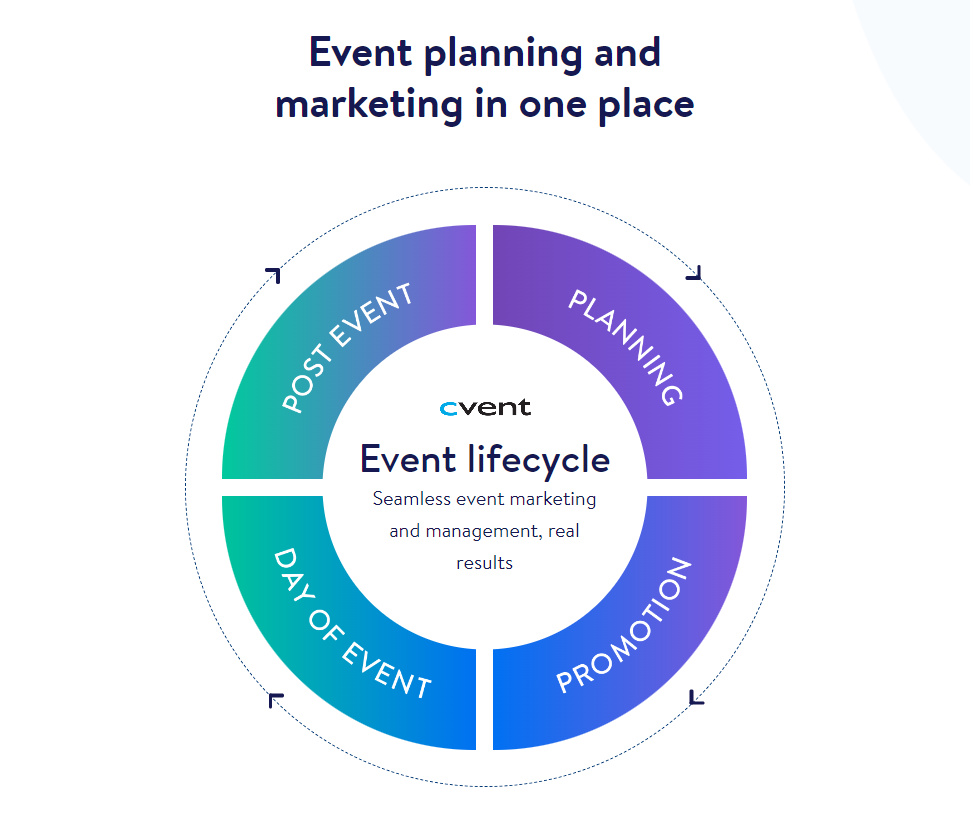 Event planning and
marketing in one place
POST EVENT
PLANNING
cvent
Event lifecycle
Seamless event marketing
and management, real
results
DAY OF EVENT
PROMOTION